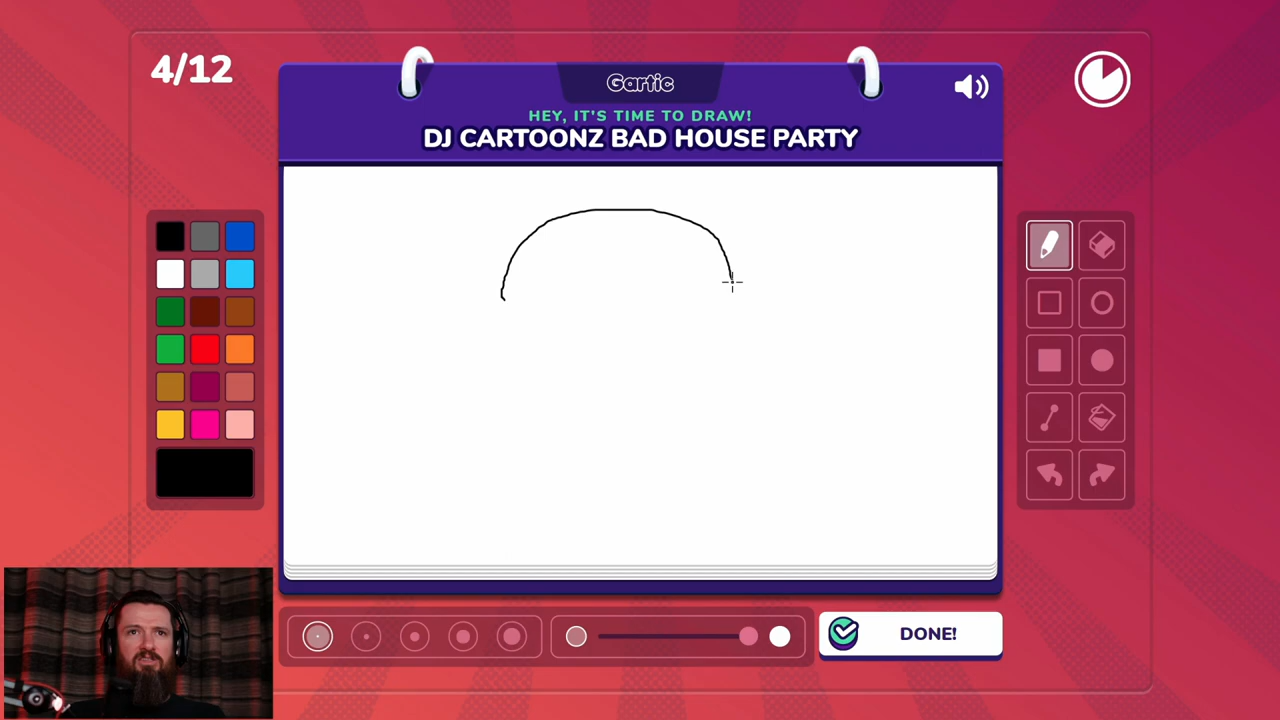 4/12
Gartic
HEY, IT'S TIME TO DRAW!
DJ CARTOONZ BAD HOUSE PARTY
DONE!